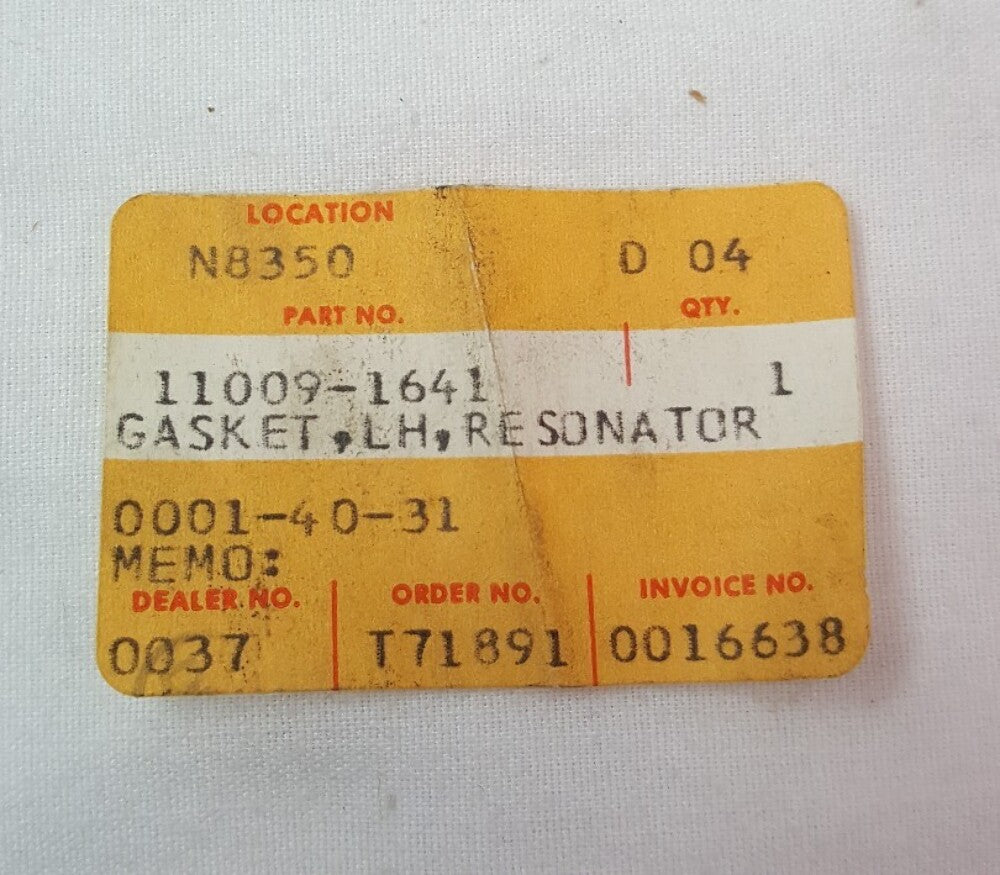 LOCATION
N8350 D 04
PART NO. QTY.
11009-1641 1
GASKET,LH,RESONATOR
0001-40-31
MEMO:
DEALER NO. ORDER NO. INVOICE NO.
0037 T71891 0016638